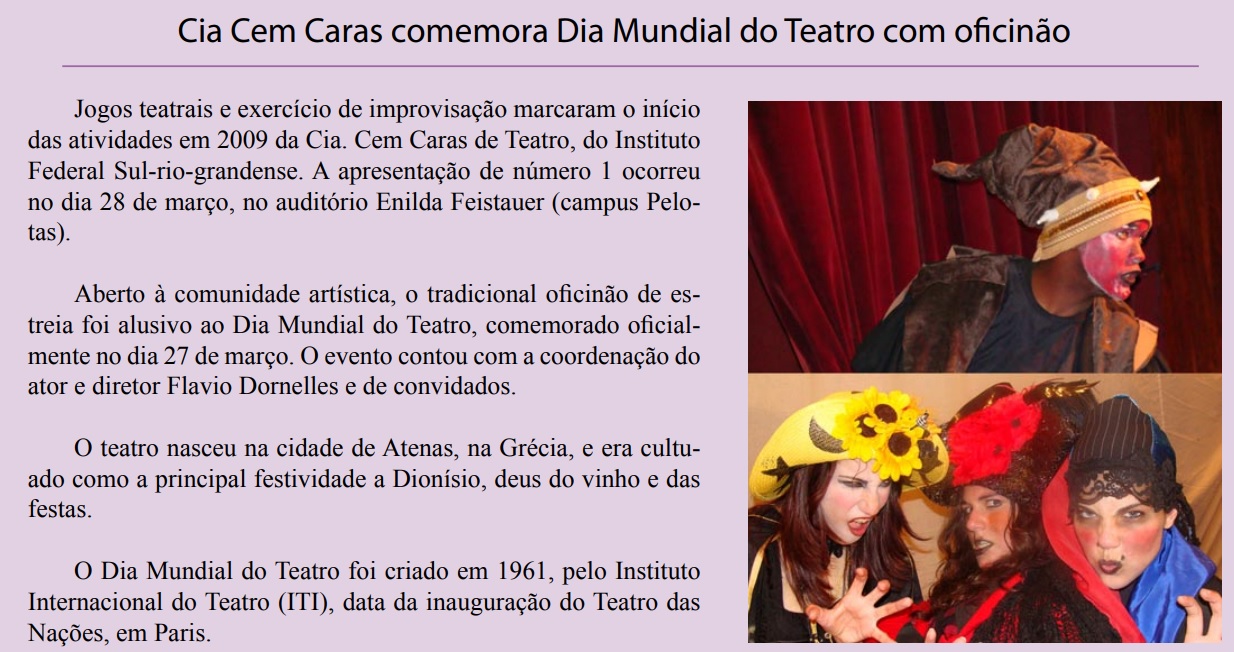 Cia Cem Caras comemora Dia Mundial do Teatro com oficinão
Jogos teatrais e exercício de improvisação marcaram o início
das atividades em 2009 da Cia. Cem Caras de Teatro, do Instituto
Federal Sul-rio-grandense. A apresentação de número 1 ocorreu
no dia 28 de março, no auditório Enilda Feistauer (campus Pelo-
tas).
Aberto à comunidade artística, o tradicional oficinão de es-
treia foi alusivo ao Dia Mundial do Teatro, comemorado oficial-
mente no dia 27 de março. O evento contou com a coordenação do
ator e diretor Flavio Dornelles e de convidados.
O teatro nasceu na cidade de Atenas, na Grécia, e era cultu-
ado como a principal festividade a Dionísio, deus do vinho e das
festas.
O Dia Mundial do Teatro foi criado em 1961, pelo Instituto
Internacional do Teatro (ITI), data da inauguração do Teatro das
Nações, em Paris.